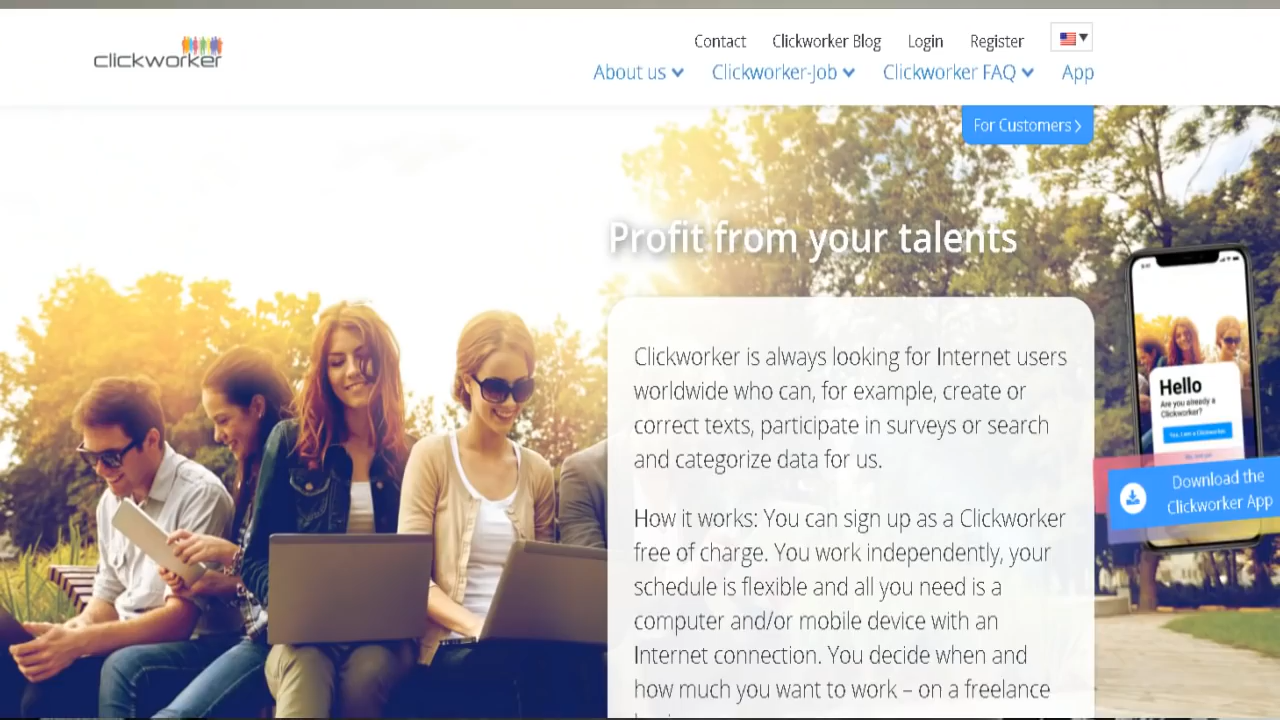 clickworker
Contact Clickworker Blog Login Register
About us Clickworker-Job Clickworker FAQ App
For Customers
Profit from your talents
Clickworker is always looking for Internet users
worldwide who can, for example, create or
correct texts, participate in surveys or search
and categorize data for us.
How it works: You can sign up as a Clickworker
free of charge. You work independently, your
schedule is flexible and all you need is a
computer and/or mobile device with an
Internet connection. You decide when and
how much you want to work – on a freelance
Hello
Are you already a
Clickworker?
Yes, I am a Clickworker
Download the
Clickworker App